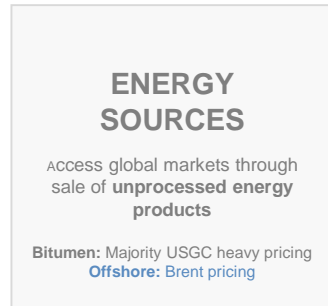 ENERGY
SOURCES
Access global markets through
sale of unprocessed energy
products
Bitumen: Majority USGC heavy pricing
Offshore: Brent pricing